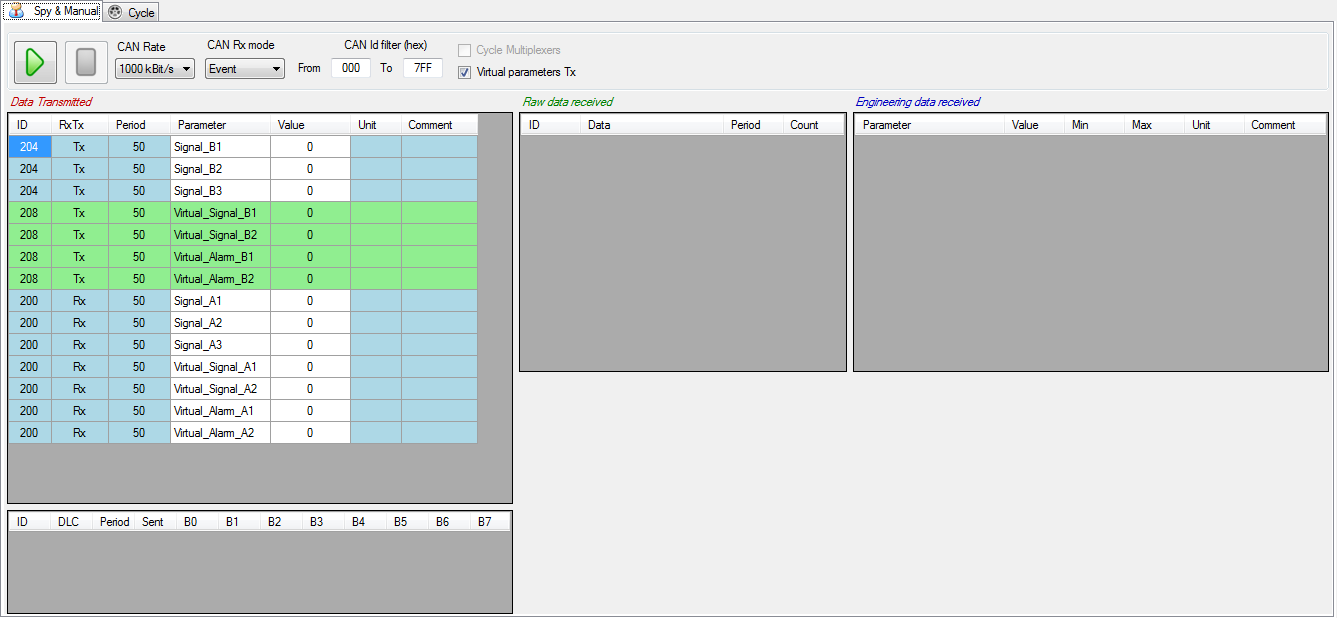 Spy & Manual Cycle
CAN Rate CAN Rx mode CAN Id filter (hex)
1000 kBit/s Event From 000 To 7FF
Cycle Multiplexers
Virtual parameters Tx
Data Transmitted
ID RxTx Period Parameter Value Unit Comment
204 Tx 50 Signal_B1 0
204 Tx 50 Signal_B2 0
204 Tx 50 Signal_B3 0
208 Tx 50 Virtual_Signal_B1 0
208 Tx 50 Virtual_Signal_B2 0
208 Tx 50 Virtual_Alarm_B1 0
208 Tx 50 Virtual_Alarm_B2 0
200 Rx 50 Signal_A1 0
200 Rx 50 Signal_A2 0
200 Rx 50 Signal_A3 0
200 Rx 50 Virtual_Signal_A1 0
200 Rx 50 Virtual_Signal_A2 0
200 Rx 50 Virtual_Alarm_A1 0
200 Rx 50 Virtual_Alarm_A2 0
ID DLC Period Sent B0 B1 B2 B3 B4 B5 B6 B7
Raw data received
ID Data Period Count
Engineering data received
Parameter Value Min Max Unit Comment